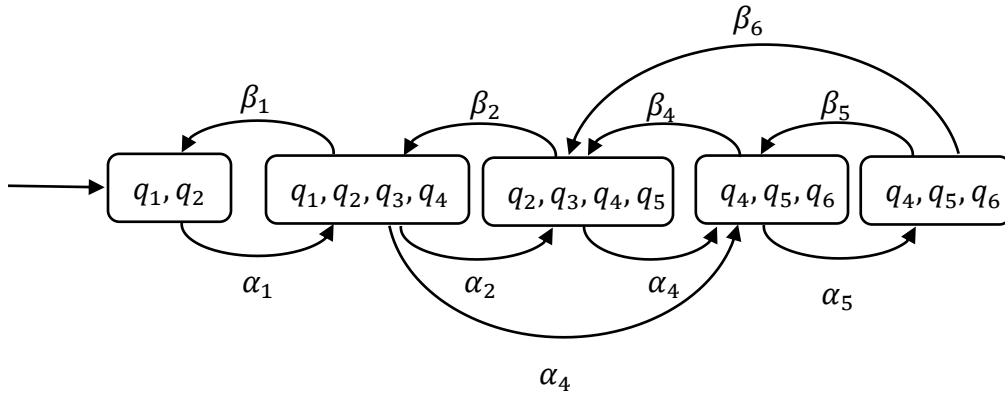 β₆
β₁ β₂ β₄ β₅
q₁, q₂ q₁, q₂, q₃, q₄ q₂, q₃, q₄, q₅ q₄, q₅, q₆ q₄, q₅, q₆
α₁ α₂ α₄ α₅
α₄